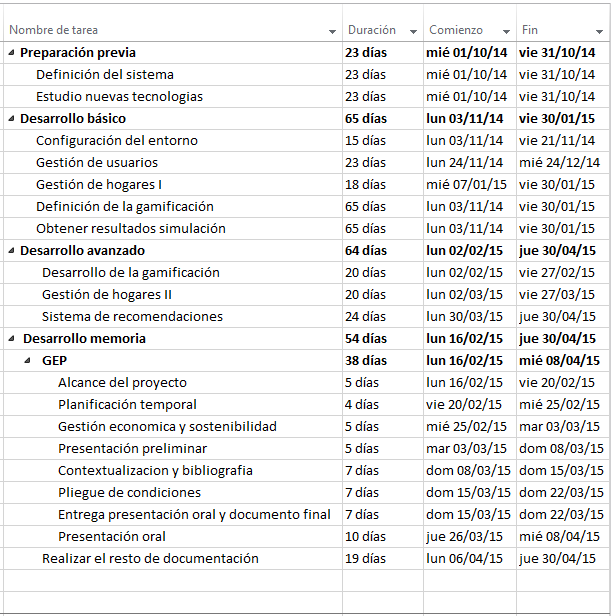 Nombre de tarea Duración Comienzo Fin
Preparación previa 23 días mié 01/10/14 vie 31/10/14
Definición del sistema 23 días mié 01/10/14 vie 31/10/14
Estudio nuevas tecnologias 23 días mié 01/10/14 vie 31/10/14
Desarrollo básico 65 días lun 03/11/14 vie 30/01/15
Configuración del entorno 15 días lun 03/11/14 vie 21/11/14
Gestión de usuarios 23 días lun 24/11/14 mié 24/12/14
Gestión de hogares I 18 días mié 07/01/15 vie 30/01/15
Definición de la gamificación 65 días lun 03/11/14 vie 30/01/15
Obtener resultados simulación 65 días lun 03/11/14 vie 30/01/15
Desarrollo avanzado 64 días lun 02/02/15 jue 30/04/15
Desarrollo de la gamificación 20 días lun 02/02/15 vie 27/02/15
Gestión de hogares II 20 días lun 02/03/15 vie 27/03/15
Sistema de recomendaciones 24 días lun 30/03/15 jue 30/04/15
Desarrollo memoria 54 días lun 16/02/15 jue 30/04/15
GEP 38 días lun 16/02/15 mié 08/04/15
Alcance del proyecto 5 días lun 16/02/15 vie 20/02/15
Planificación temporal 4 días vie 20/02/15 mié 25/02/15
Gestión economica y sostenibilidad 5 días mié 25/02/15 mar 03/03/15
Presentación preliminar 5 días mar 03/03/15 dom 08/03/15
Contextualizacion y bibliografia 7 días dom 08/03/15 dom 15/03/15
Pliegue de condiciones 7 días dom 15/03/15 dom 22/03/15
Entrega presentación oral y documento final 7 días dom 15/03/15 dom 22/03/15
Presentación oral 10 días jue 26/03/15 mié 08/04/15
Realizar el resto de documentación 19 días lun 06/04/15 jue 30/04/15